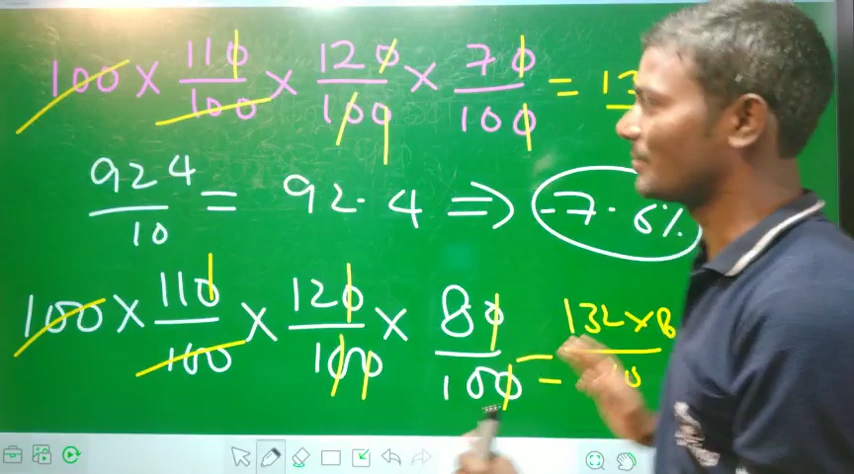 100 × 110/100 × 120/100 × 70/100 = 13
924/10 = 92.4 ⇒ -7.6%
100 × 110/100 × 120/100 × 80/100 = 132×8/10